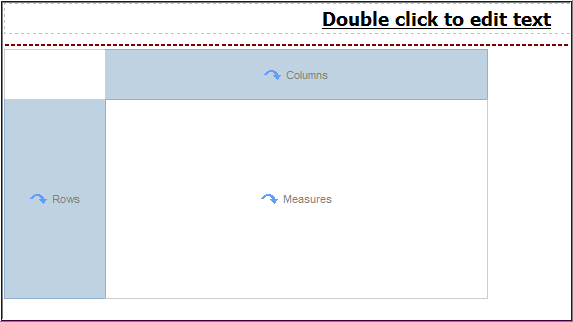 Double click to edit text
Columns
Rows
Measures